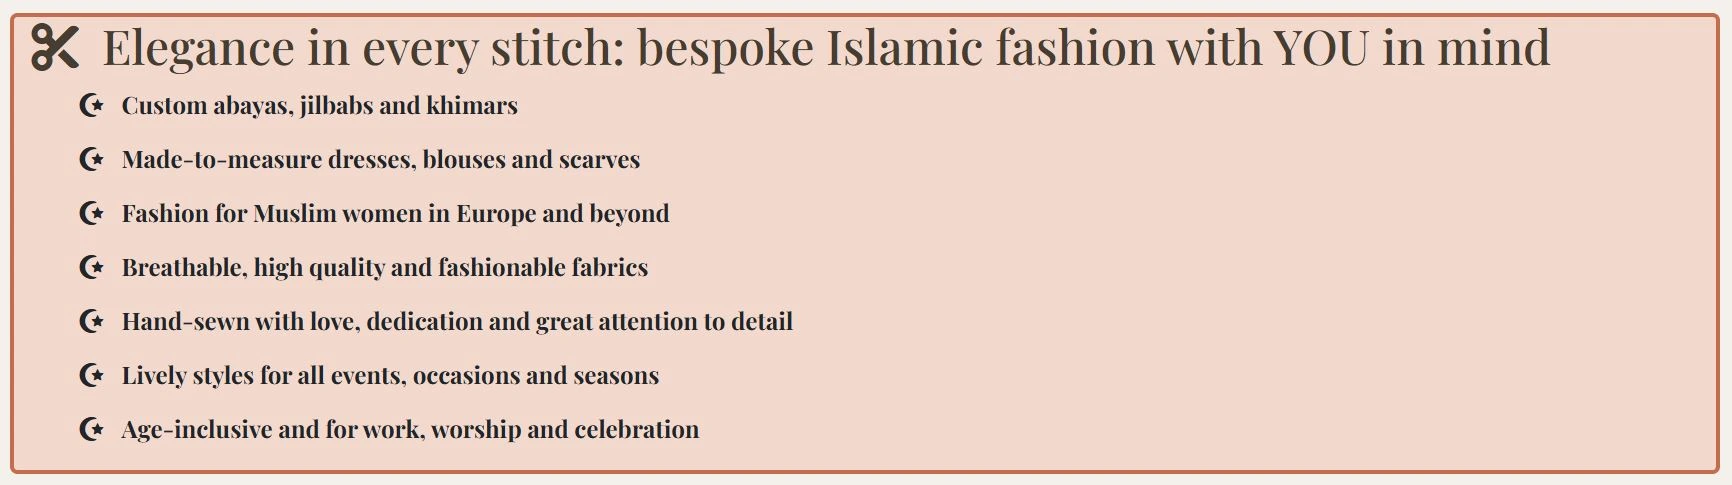 Elegance in every stitch: bespoke Islamic fashion with YOU in mind
Custom abayas, jilbabs and khimars
Made-to-measure dresses, blouses and scarves
Fashion for Muslim women in Europe and beyond
Breathable, high quality and fashionable fabrics
Hand-sewn with love, dedication and great attention to detail
Lively styles for all events, occasions and seasons
Age-inclusive and for work, worship and celebration